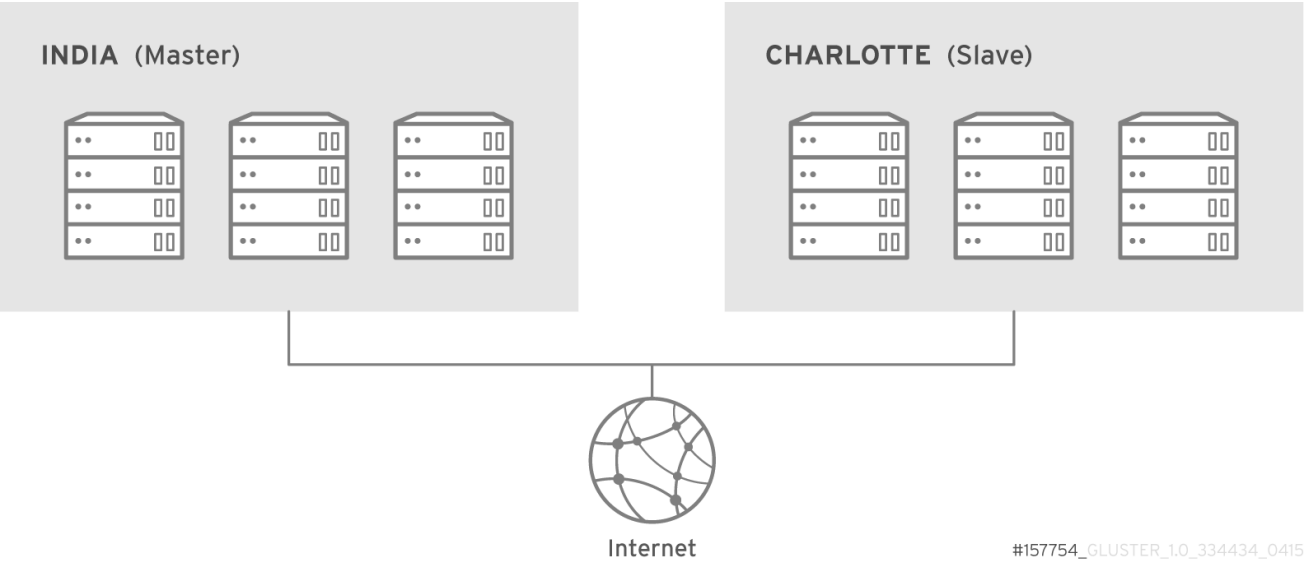 INDIA (Master)
CHARLOTTE (Slave)
Internet
#157754_GLUSTER_1.0_334434_0415